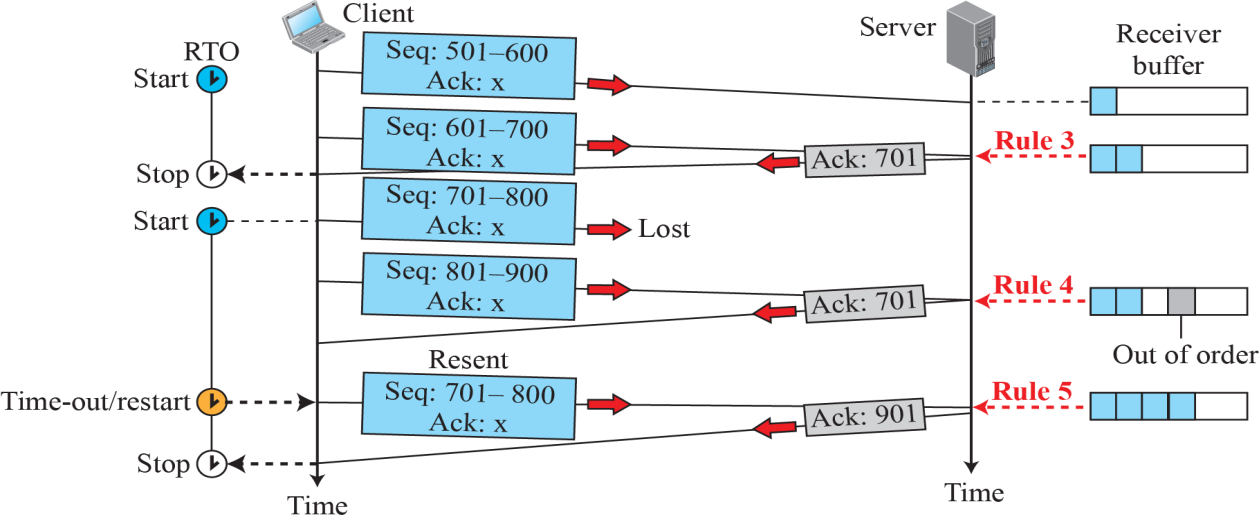 Client
Server
RTO
Receiver
buffer
Start
Seq: 501–600
Ack: x
Seq: 601–700
Ack: x
Ack: 701
Rule 3
Stop
Start
Seq: 701–800
Ack: x
Lost
Seq: 801–900
Ack: x
Ack: 701
Rule 4
Out of order
Resent
Time-out/restart
Seq: 701– 800
Ack: x
Ack: 901
Rule 5
Stop
Time
Time